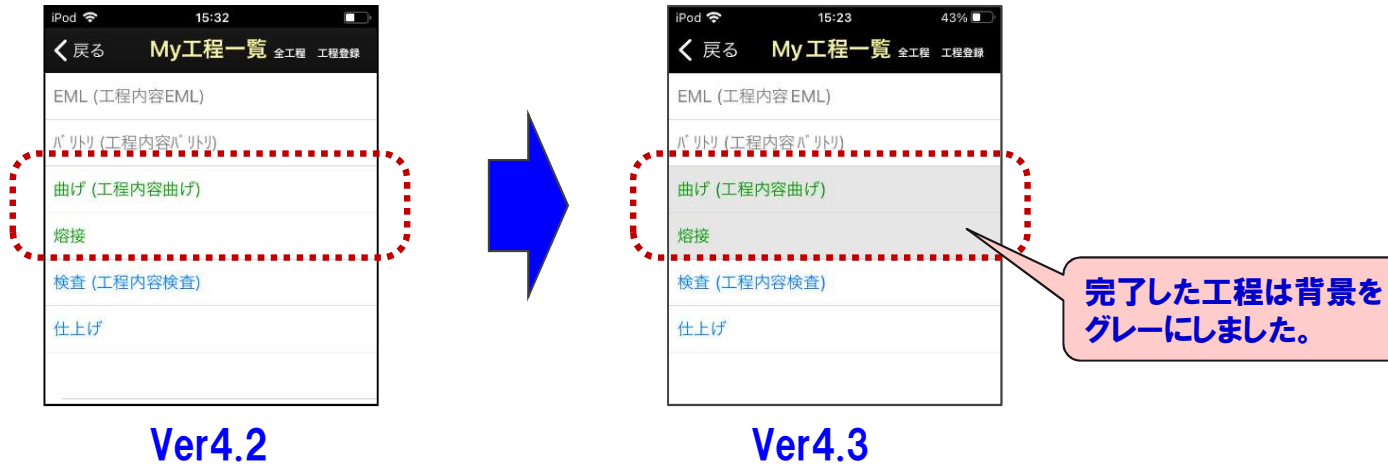 iPod 15:32
戻る My工程一覧 全工程 工程登録
EML (工程内容EML)
ﾊﾞﾘﾄﾘ (工程内容ﾊﾞﾘﾄﾘ)
曲げ (工程内容曲げ)
熔接
検査 (工程内容検査)
仕上げ
Ver4.2
iPod 15:23 43%
戻る My工程一覧 全工程 工程登録
EML (工程内容EML)
ﾊﾞﾘﾄﾘ (工程内容ﾊﾞﾘﾄﾘ)
曲げ (工程内容曲げ)
熔接
検査 (工程内容検査)
仕上げ
Ver4.3
完了した工程は背景を
グレーにしました。